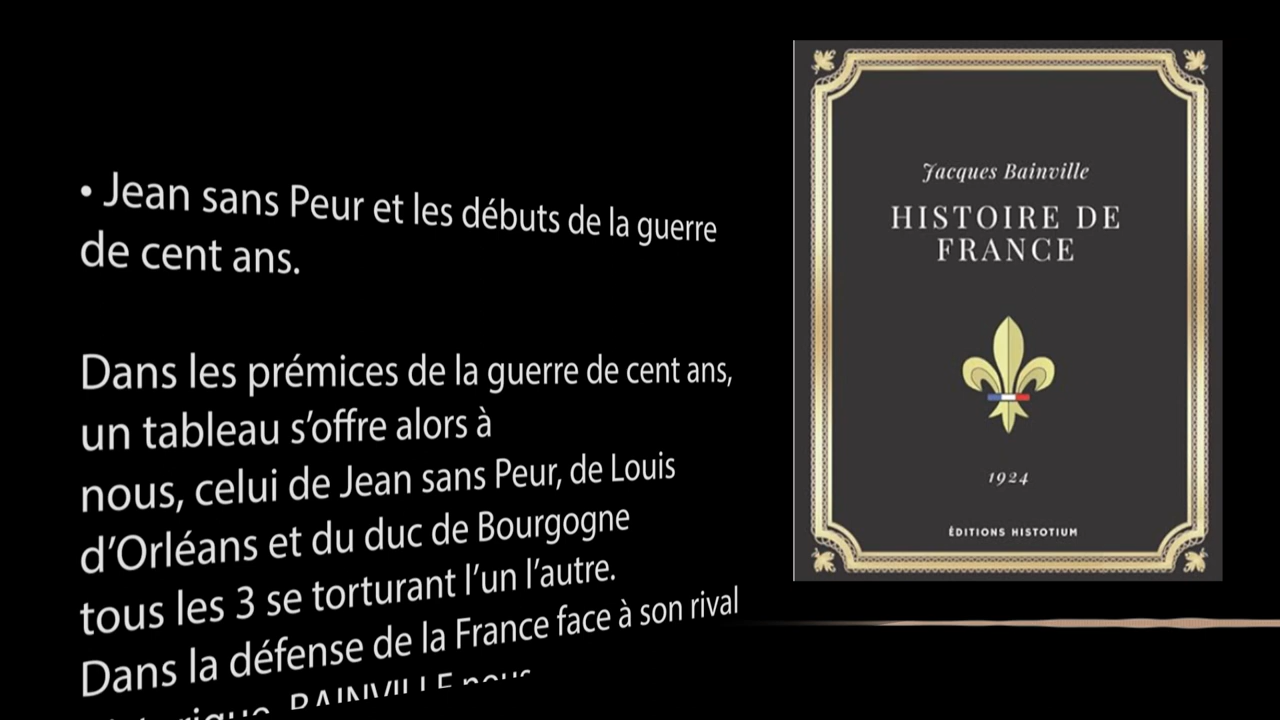 • Jean sans Peur et les débuts de la guerre
de cent ans.
Dans les prémices de la guerre de cent ans,
un tableau s’offre alors à
nous, celui de Jean sans Peur, de Louis
d’Orléans et du duc de Bourgogne
tous les 3 se torturant l’un l’autre.
Dans la défense de la France face à son rival
BAINVILLE nous
Jacques Bainville
HISTOIRE DE
FRANCE
1924
ÉDITIONS HISTOTIUM